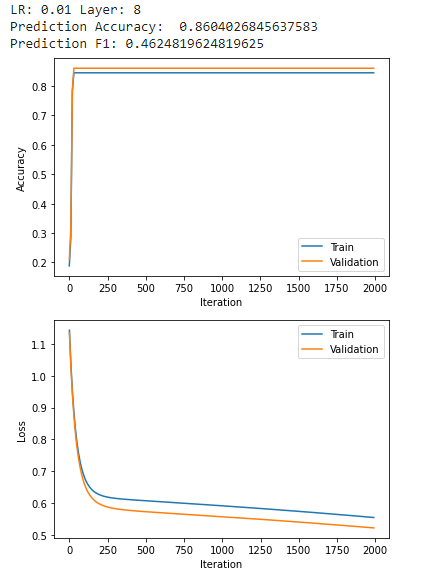 LR: 0.01 Layer: 8
Prediction Accuracy:  0.8604026845637583
Prediction F1: 0.4624819624819625
0.8
0.7
0.6
0.5
0.4
0.3
0.2
Accuracy
Train
Validation
0 250 500 750 1000 1250 1500 1750 2000
Iteration
Train
Validation
1.1
1.0
0.9
0.8
0.7
0.6
0.5
Loss
0 250 500 750 1000 1250 1500 1750 2000
Iteration